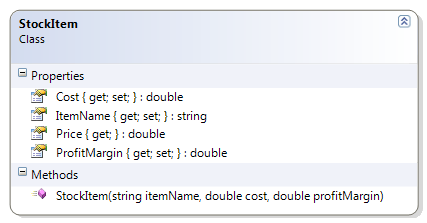 StockItem
Class
Properties
Cost { get; set; } : double
ItemName { get; set; } : string
Price { get; } : double
ProfitMargin { get; set; } : double
Methods
StockItem(string itemName, double cost, double profitMargin)